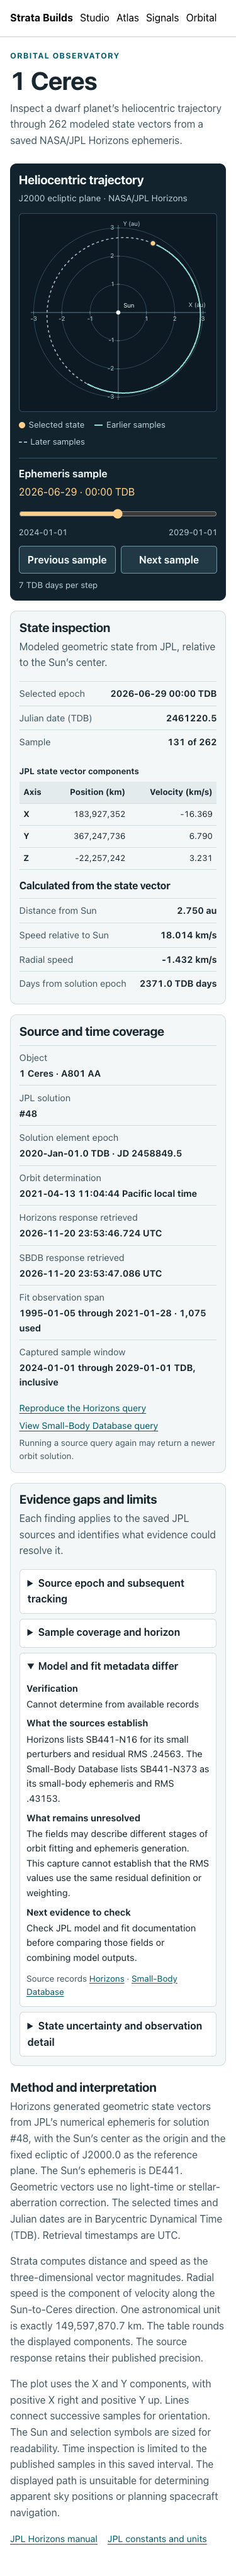 Strata Builds Studio Atlas Signals Orbital
ORBITAL OBSERVATORY
1 Ceres
Inspect a dwarf planet's heliocentric trajectory
through 262 modeled state vectors from a
saved NASA/JPL Horizons ephemeris.
Heliocentric trajectory
J2000 ecliptic plane · NASA/JPL Horizons
Y (au)
3
2
1
Sun
X (au)
-3 -2 -1 1 2 3
-1
-2
-3
Selected state Earlier samples
Later samples
Ephemeris sample
2026-06-29 · 00:00 TDB
2024-01-01 2029-01-01
Previous sample Next sample
7 TDB days per step
State inspection
Modeled geometric state from JPL, relative
to the Sun's center.
Selected epoch 2026-06-29 00:00 TDB
Julian date (TDB) 2461220.5
Sample 131 of 262
JPL state vector components
Axis Position (km) Velocity (km/s)
X 183,927,352 -16.369
Y 367,247,736 6.790
Z -22,257,242 3.231
Calculated from the state vector
Distance from Sun 2.750 au
Speed relative to Sun 18.014 km/s
Radial speed -1.432 km/s
Days from solution epoch 2371.0 TDB days
Source and time coverage
Object
1 Ceres · A801 AA
JPL solution
#48
Solution element epoch
2020-Jan-01.0 TDB · JD 2458849.5
Orbit determination
2021-04-13 11:04:44 Pacific local time
Horizons response retrieved
2026-11-20 23:53:46.724 UTC
SBDB response retrieved
2026-11-20 23:53:47.086 UTC
Fit observation span
1995-01-05 through 2021-01-28 · 1,075
used
Captured sample window
2024-01-01 through 2029-01-01 TDB,
inclusive
Reproduce the Horizons query
View Small-Body Database query
Running a source query again may return a newer
orbit solution.
Evidence gaps and limits
Each finding applies to the saved JPL
sources and identifies what evidence could
resolve it.
▶ Source epoch and subsequent
tracking
▶ Sample coverage and horizon
▼ Model and fit metadata differ
Verification
Cannot determine from available records
What the sources establish
Horizons lists SB441-N16 for its small
perturbers and residual RMS .24563. The
Small-Body Database lists SB441-N373 as
its small-body ephemeris and RMS
.43153.
What remains unresolved
The fields may describe different stages of
orbit fitting and ephemeris generation.
This capture cannot establish that the RMS
values use the same residual definition or
weighting.
Next evidence to check
Check JPL model and fit documentation
before comparing those fields or
combining model outputs.
Source records Horizons · Small-Body
Database
▶ State uncertainty and observation
detail
Method and interpretation
Horizons generated geometric state vectors
from JPL's numerical ephemeris for solution
#48, with the Sun's center as the origin and the
fixed ecliptic of J2000.0 as the reference
plane. The Sun's ephemeris is DE441.
Geometric vectors use no light-time or stellar-
aberration correction. The selected times and
Julian dates are in Barycentric Dynamical Time
(TDB). Retrieval timestamps are UTC.
Strata computes distance and speed as the
three-dimensional vector magnitudes. Radial
speed is the component of velocity along the
Sun-to-Ceres direction. One astronomical unit
is exactly 149,597,870.7 km. The table rounds
the displayed components. The source
response retains their published precision.
The plot uses the X and Y components, with
positive X right and positive Y up. Lines
connect successive samples for orientation.
The Sun and selection symbols are sized for
readability. Time inspection is limited to the
published samples in this saved interval. The
displayed path is unsuitable for determining
apparent sky positions or planning spacecraft
navigation.
JPL Horizons manual JPL constants and units